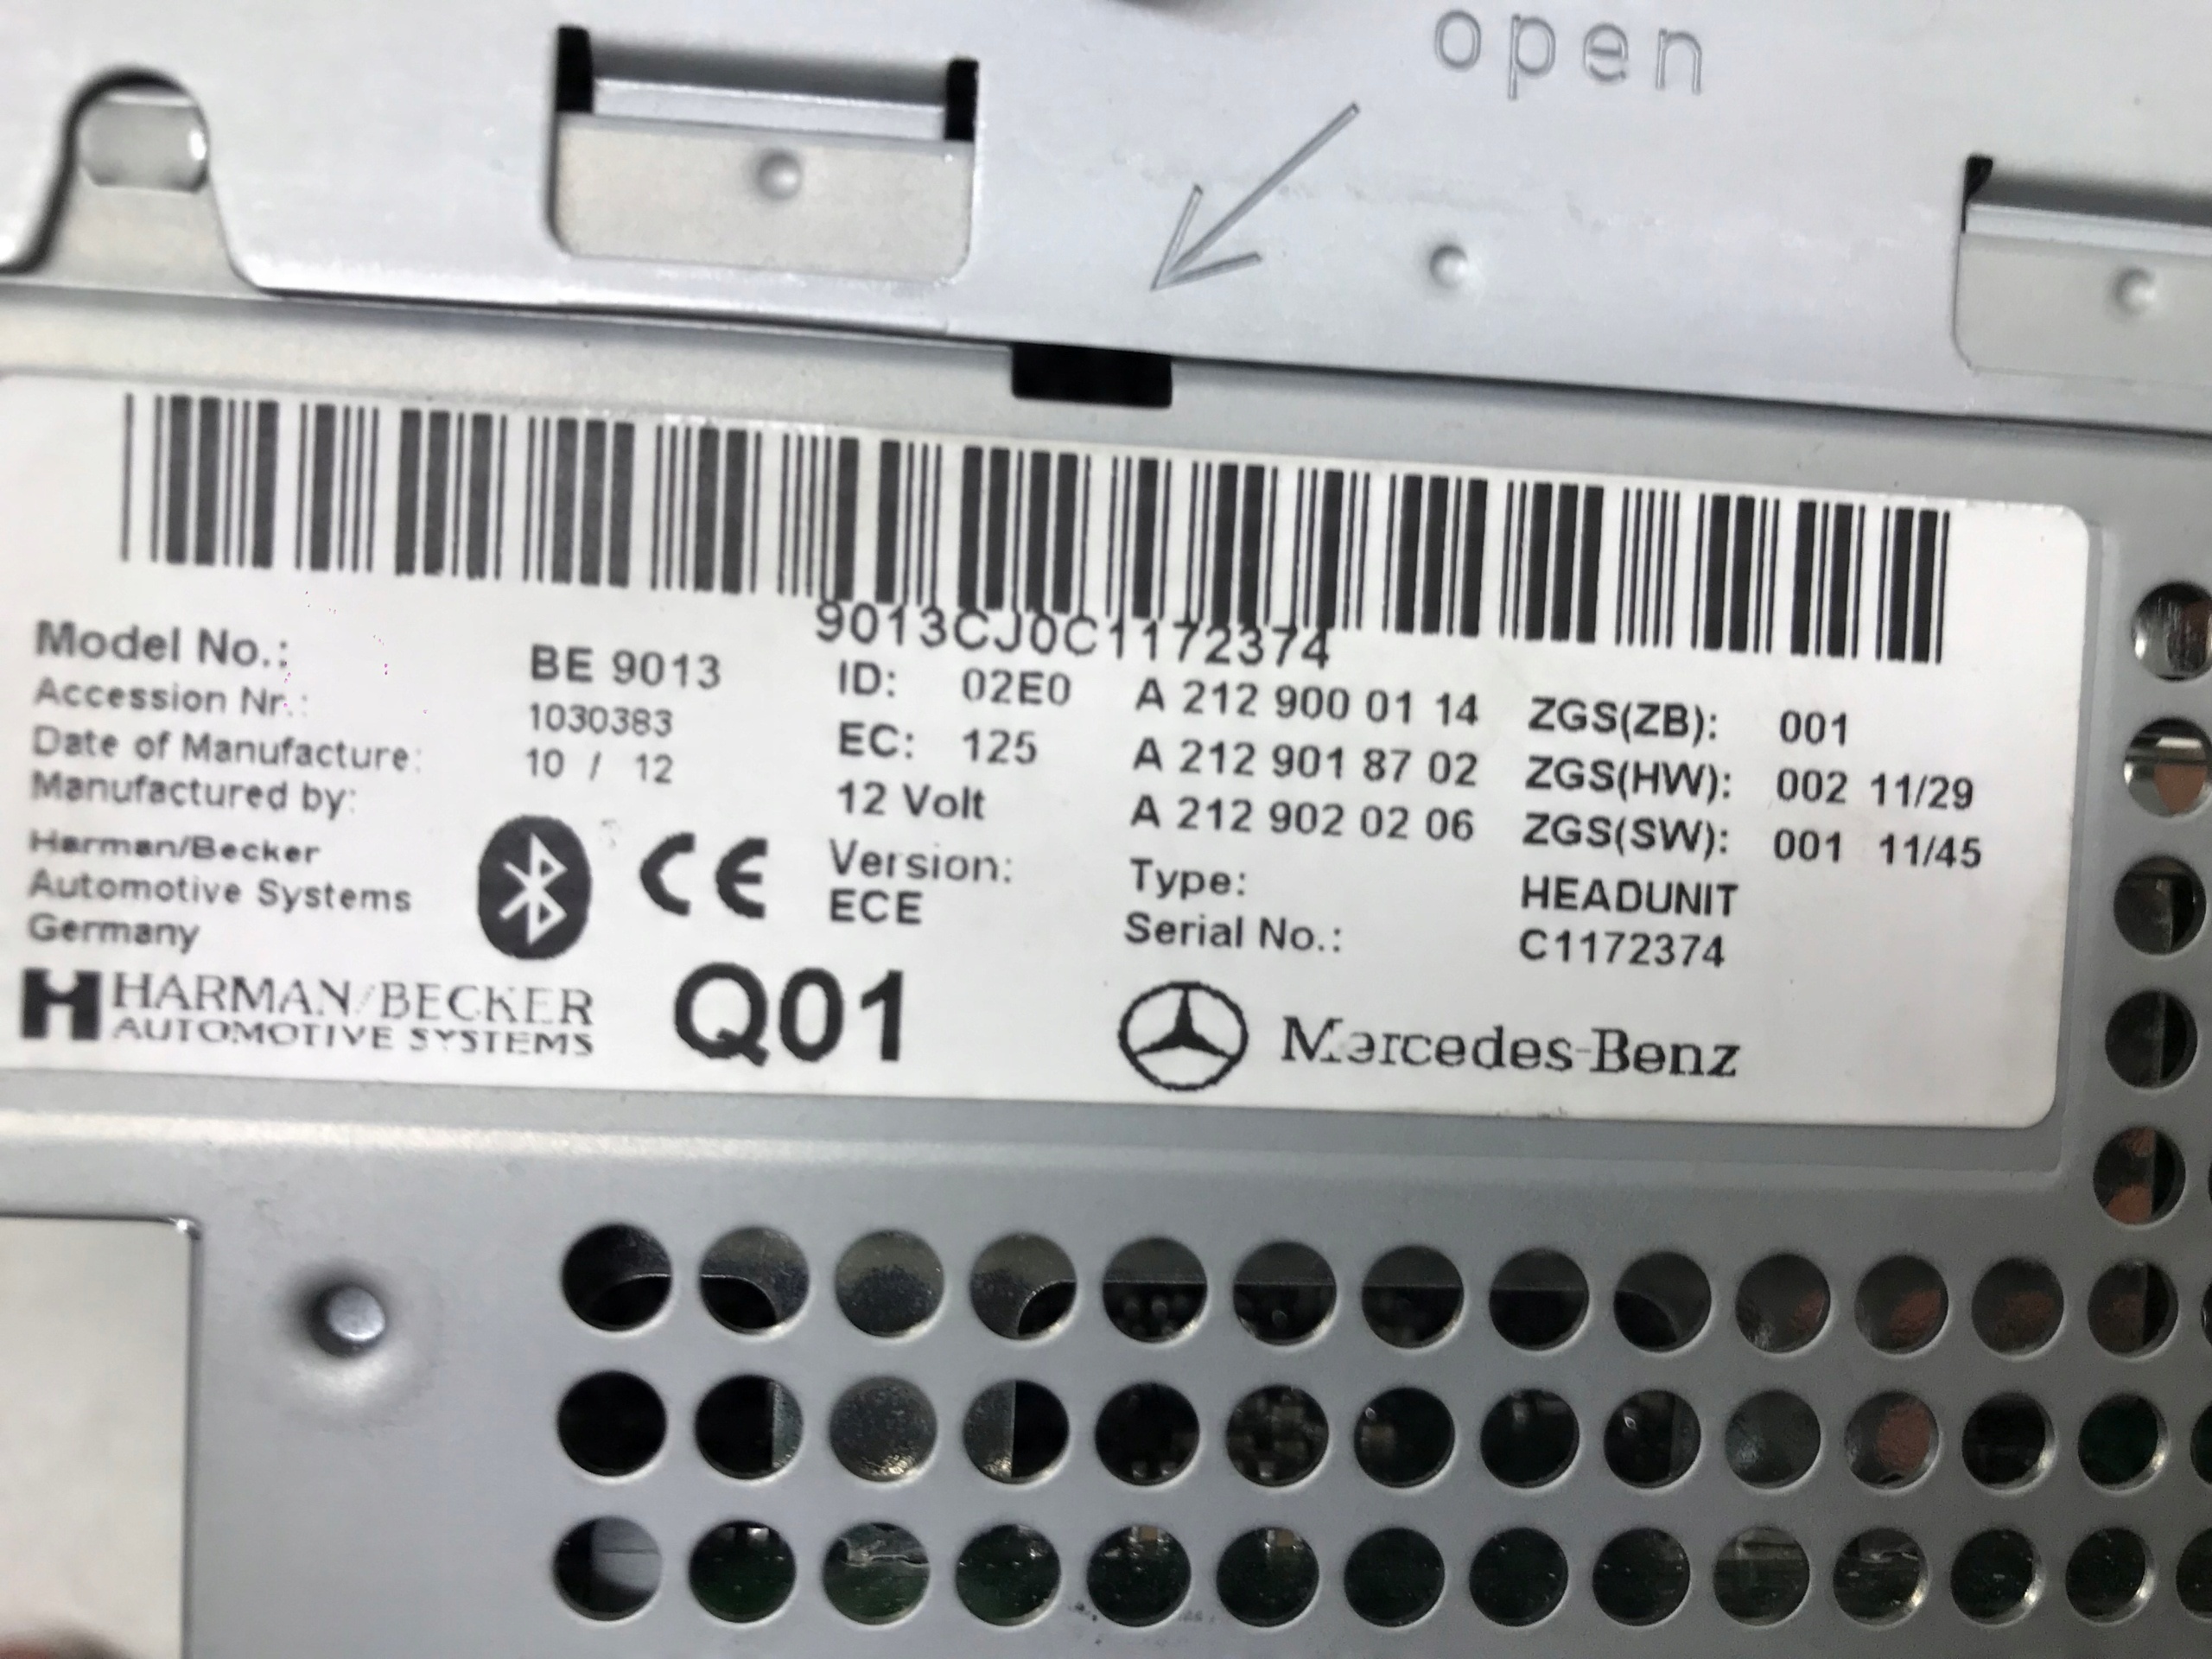 open
9013CJ0C1172374
Model No.: BE 9013 ID: 02E0 A 212 900 01 14 ZGS(ZB): 001
Accession Nr.: 1030383 EC: 125 A 212 901 87 02 ZGS(HW): 002 11/29
Date of Manufacture: 10 / 12 12 Volt A 212 902 02 06 ZGS(SW): 001 11/45
Manufactured by: Version: Type: HEADUNIT
Harman/Becker ECE Serial No.: C1172374
Automotive Systems
Germany
CE
HARMAN/BECKER Q01 Mercedes-Benz
AUTOMOTIVE SYSTEMS